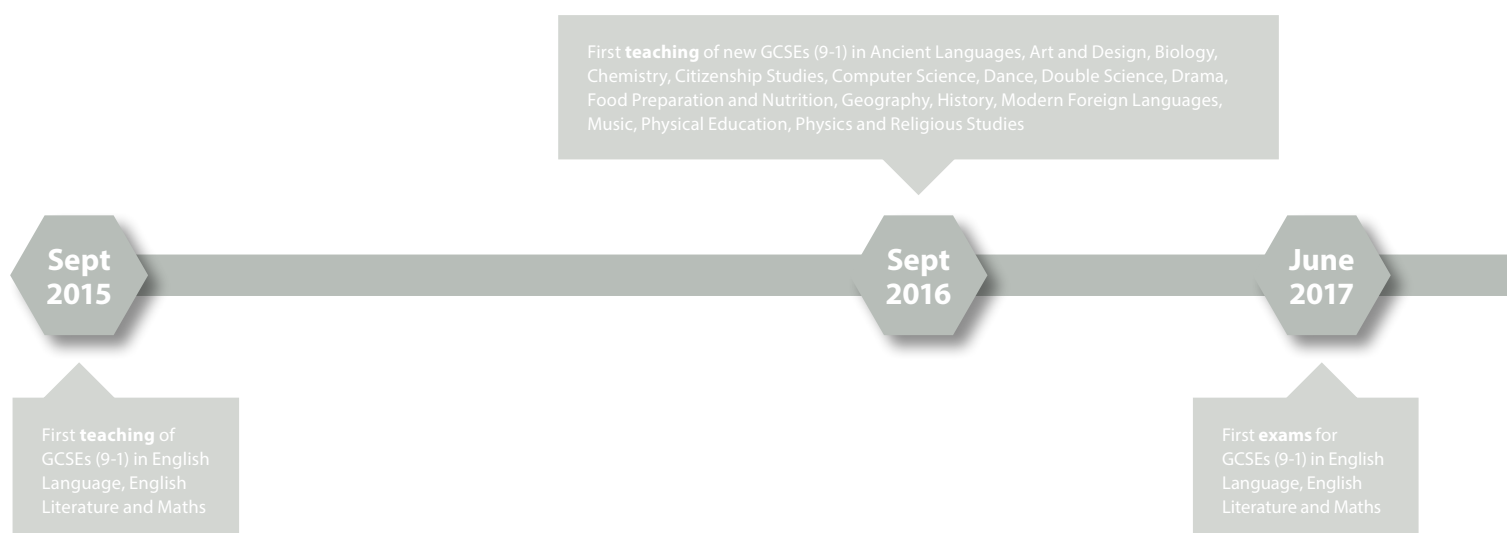 First teaching of new GCSEs (9-1) in Ancient Languages, Art and Design, Biology,
Chemistry, Citizenship Studies, Computer Science, Dance, Double Science, Drama,
Food Preparation and Nutrition, Geography, History, Modern Foreign Languages,
Music, Physical Education, Physics and Religious Studies
Sept
2015
Sept
2016
June
2017
First teaching of
GCSEs (9-1) in English
Language, English
Literature and Maths
First exams for
GCSEs (9-1) in English
Language, English
Literature and Maths